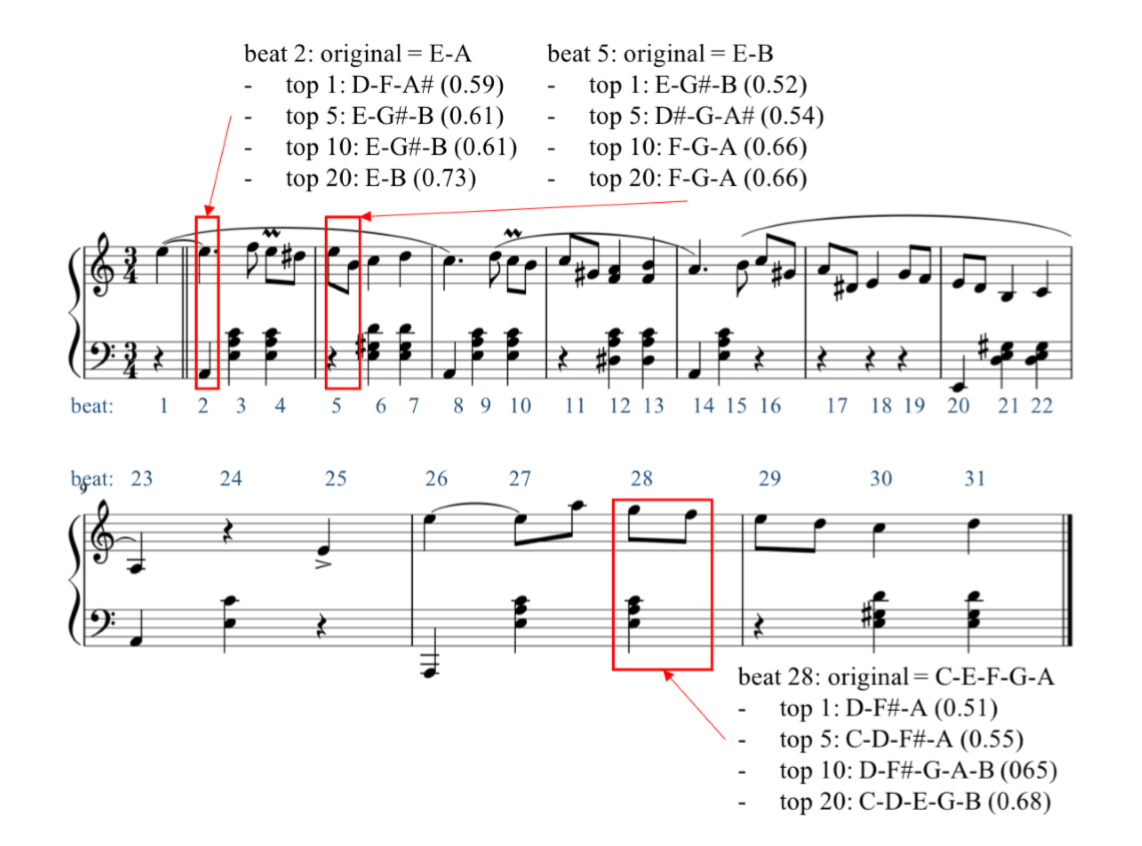 beat 2: original = E-A
- top 1: D-F-A# (0.59)
- top 5: E-G#-B (0.61)
- top 10: E-G#-B (0.61)
- top 20: E-B (0.73)
beat 5: original = E-B
- top 1: E-G#-B (0.52)
- top 5: D#-G-A# (0.54)
- top 10: F-G-A (0.66)
- top 20: F-G-A (0.66)
3 4
3 4
beat: 1 2 3 4 5 6 7 8 9 10 11 12 13 14 15 16 17 18 19 20 21 22
beat: 23 24 25 26 27 28 29 30 31
9
beat 28: original = C-E-F-G-A
- top 1: D-F#-A (0.51)
- top 5: C-D-F#-A (0.55)
- top 10: D-F#-G-A-B (065)
- top 20: C-D-E-G-B (0.68)